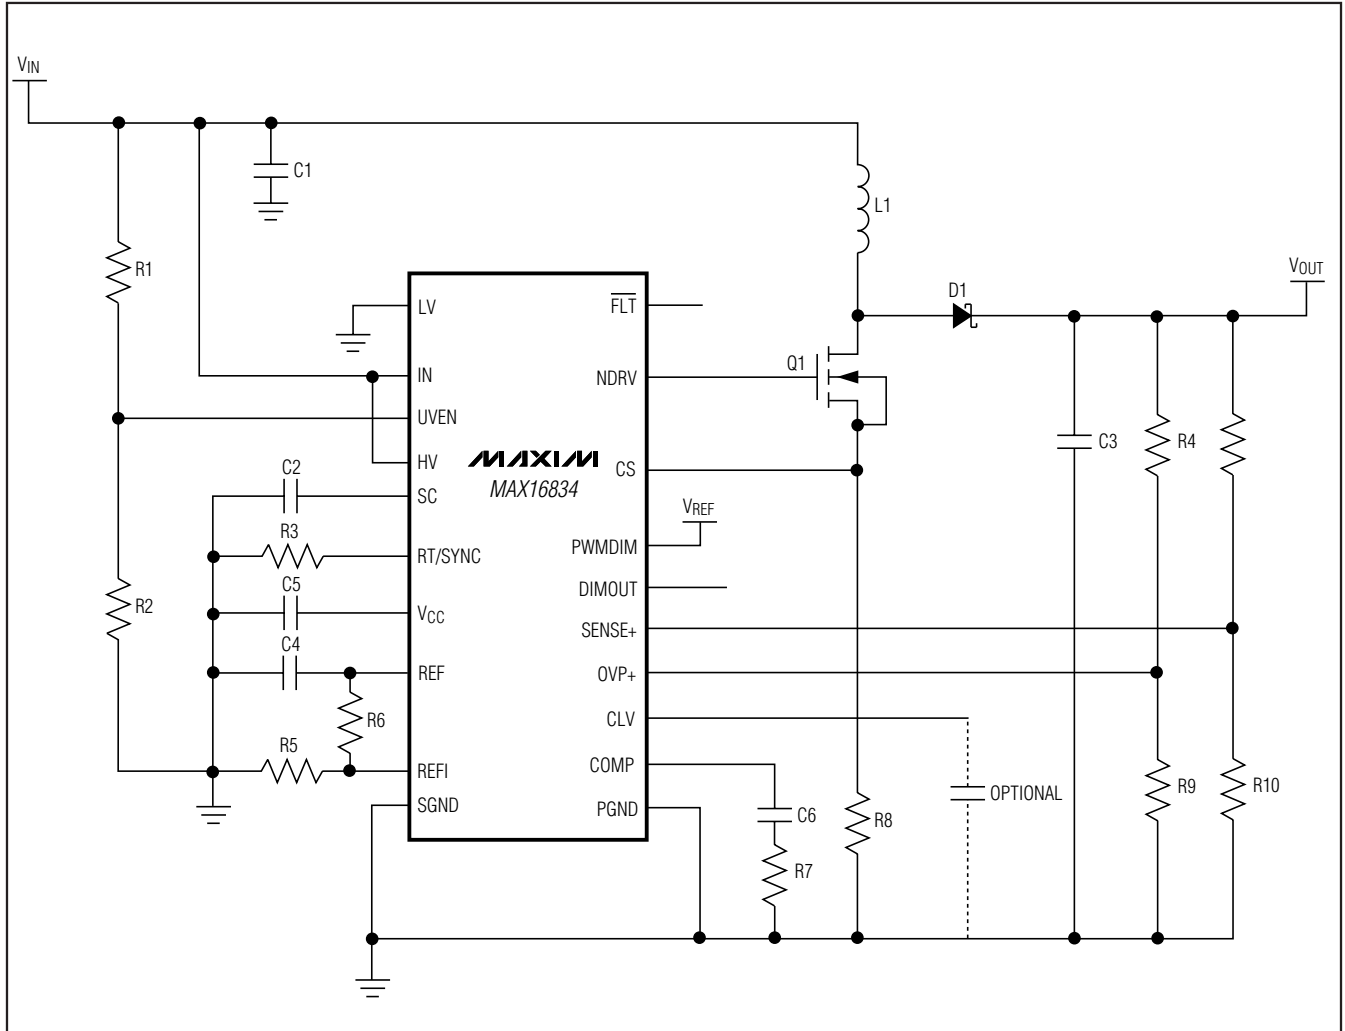 VIN
C1
L1
VOUT
R1
D1
LV
FLT
Q1
IN
NDRV
UVEN
C3
R4
HV
CS
MAXIM
MAX16834
C2
SC
VREF
R3
RT/SYNC
PWMDIM
C5
DIMOUT
R2
VCC
SENSE+
C4
REF
OVP+
R6
CLV
R5
REFI
COMP
R9
R10
OPTIONAL
SGND
PGND
C6
R8
R7